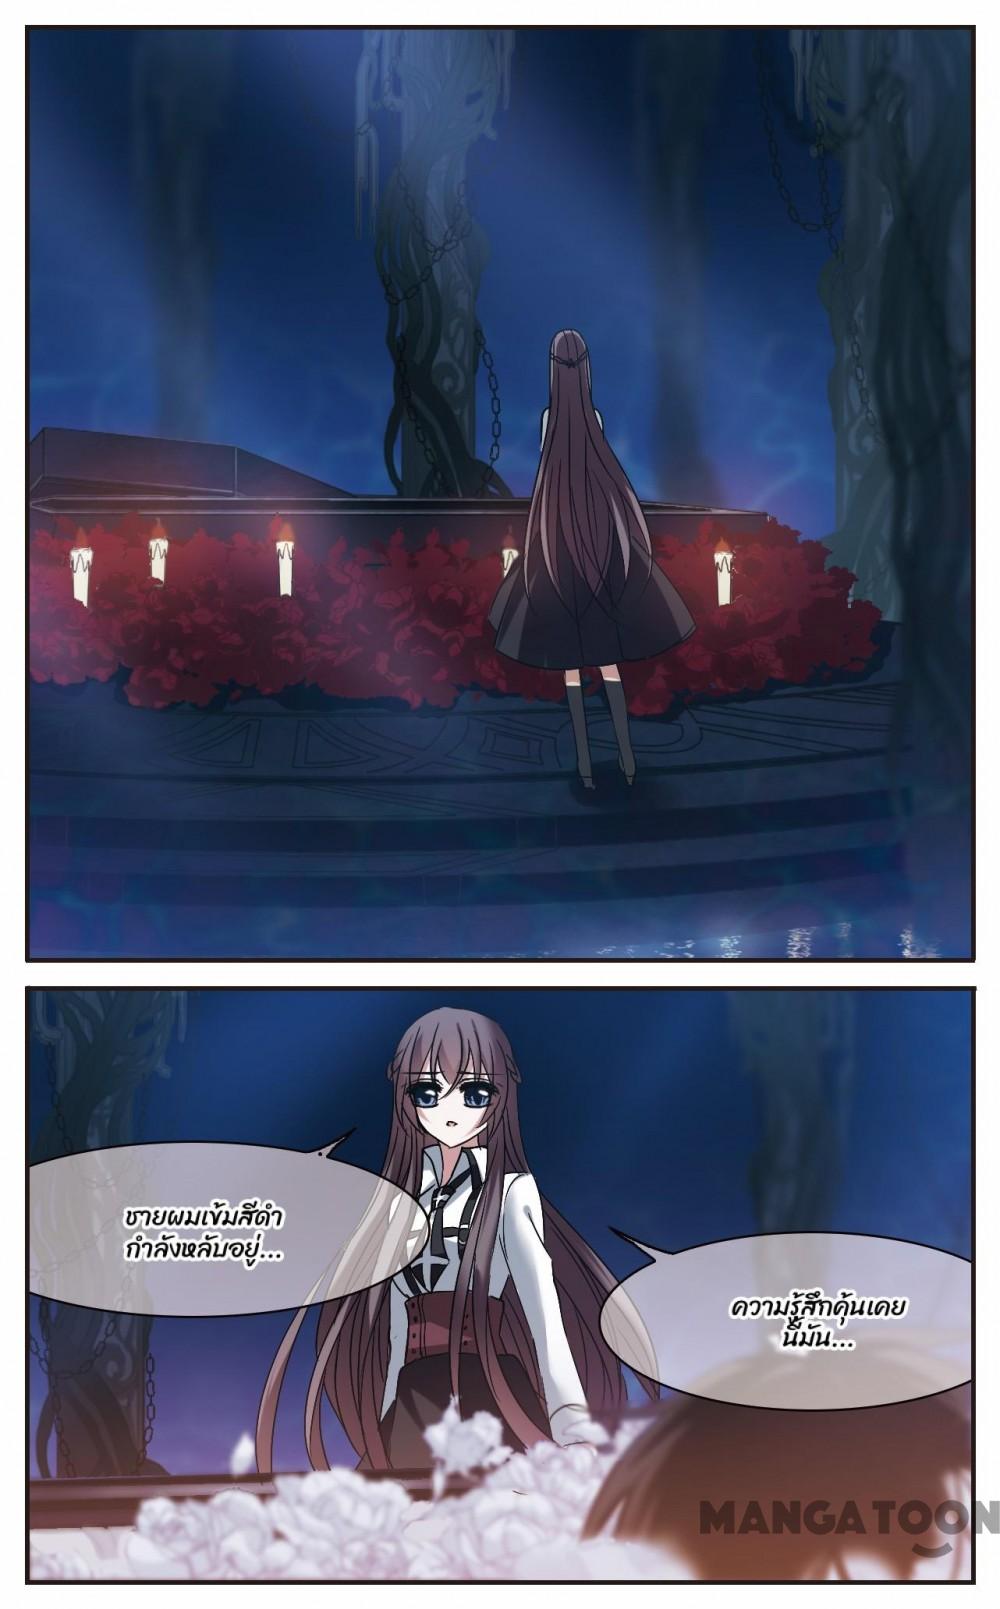 ชายผมเข้มสีดำ
กำลังหลับอยู่...
ความรู้สึกคุ้นเคย
นี้มัน...
MANGATOON